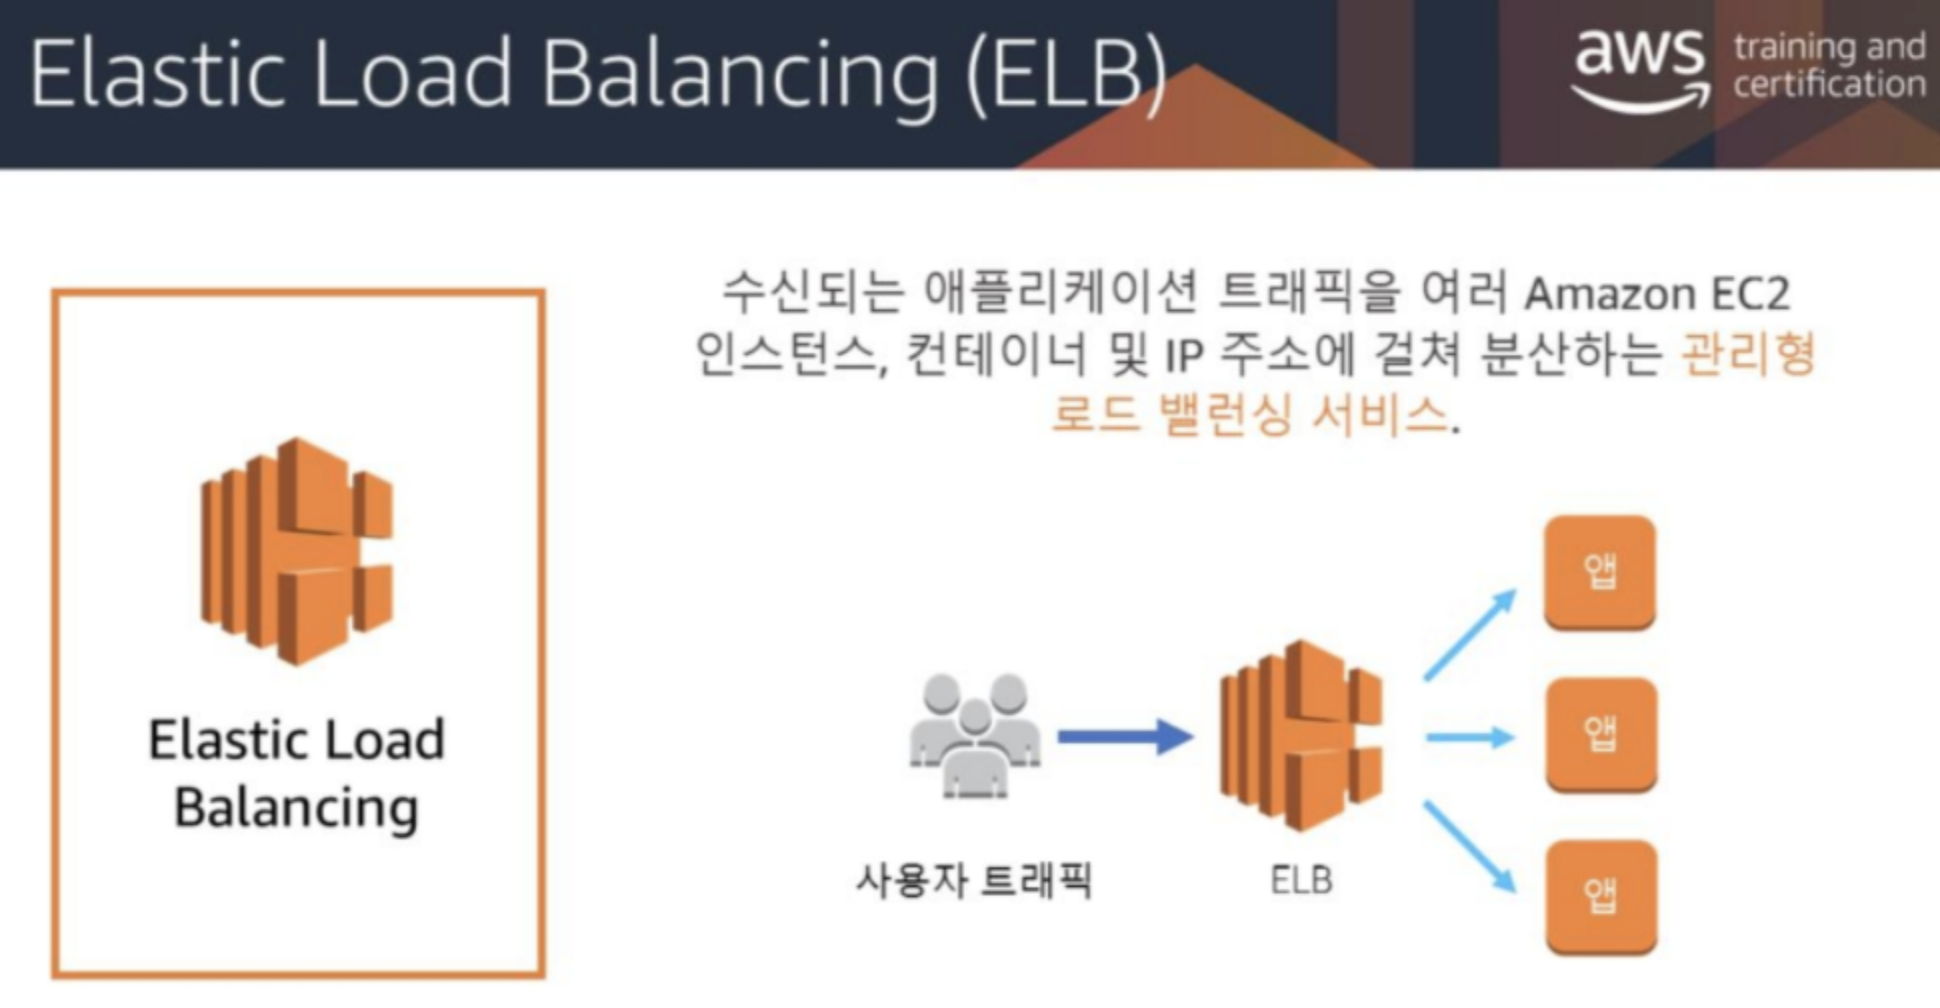 Elastic Load Balancing (ELB)
aws
training and
certification
수신되는 애플리케이션 트래픽을 여러 Amazon EC2
인스턴스, 컨테이너 및 IP 주소에 걸쳐 분산하는 관리형
로드 밸런싱 서비스.
Elastic Load
Balancing
사용자 트래픽
ELB
앱
앱
앱